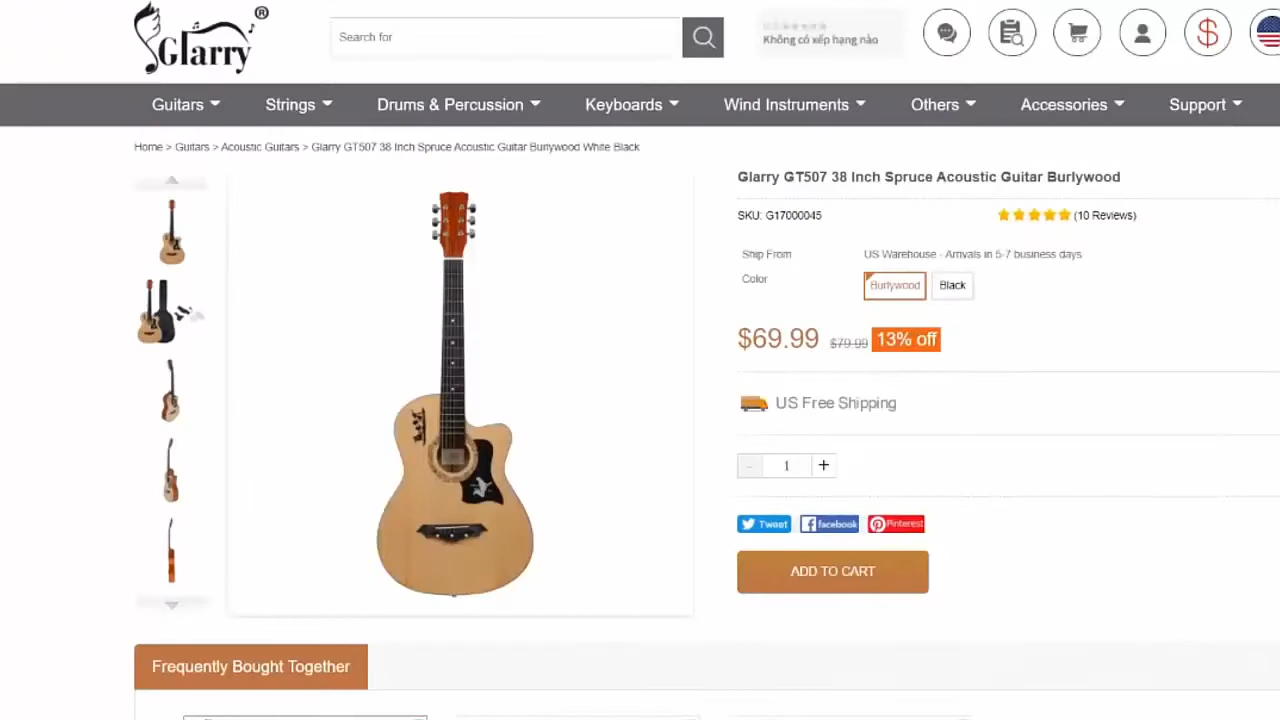 Glarry®
Search for
Không có xếp hạng nào
Guitars
Strings
Drums & Percussion
Keyboards
Wind Instruments
Others
Accessories
Support
Home > Guitars > Acoustic Guitars > Glarry GT507 38 Inch Spruce Acoustic Guitar Burlywood White Black
Glarry GT507 38 Inch Spruce Acoustic Guitar Burlywood
SKU: G17000045
(10 Reviews)
Ship From
US Warehouse - Arrivals in 5-7 business days
Color
Burlywood
Black
$69.99 $79.99 13% off
US Free Shipping
- 1 +
Tweet
facebook
Pinterest
ADD TO CART
Frequently Bought Together